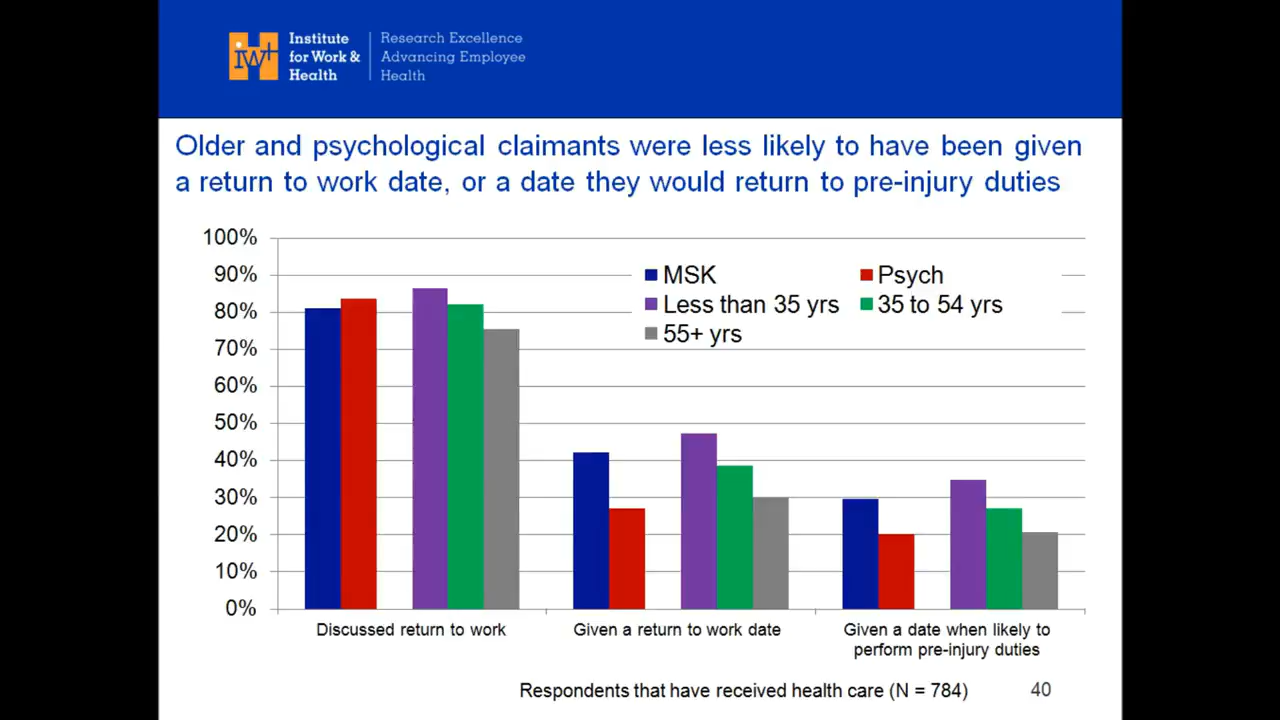 iw+
Institute
for Work &
Health
Research Excellence
Advancing Employee
Health
Older and psychological claimants were less likely to have been given
a return to work date, or a date they would return to pre-injury duties
100%
90%
80%
70%
60%
50%
40%
30%
20%
10%
0%
MSK
Psych
Less than 35 yrs
35 to 54 yrs
55+ yrs
Discussed return to work
Given a return to work date
Given a date when likely to
perform pre-injury duties
Respondents that have received health care (N = 784)
40